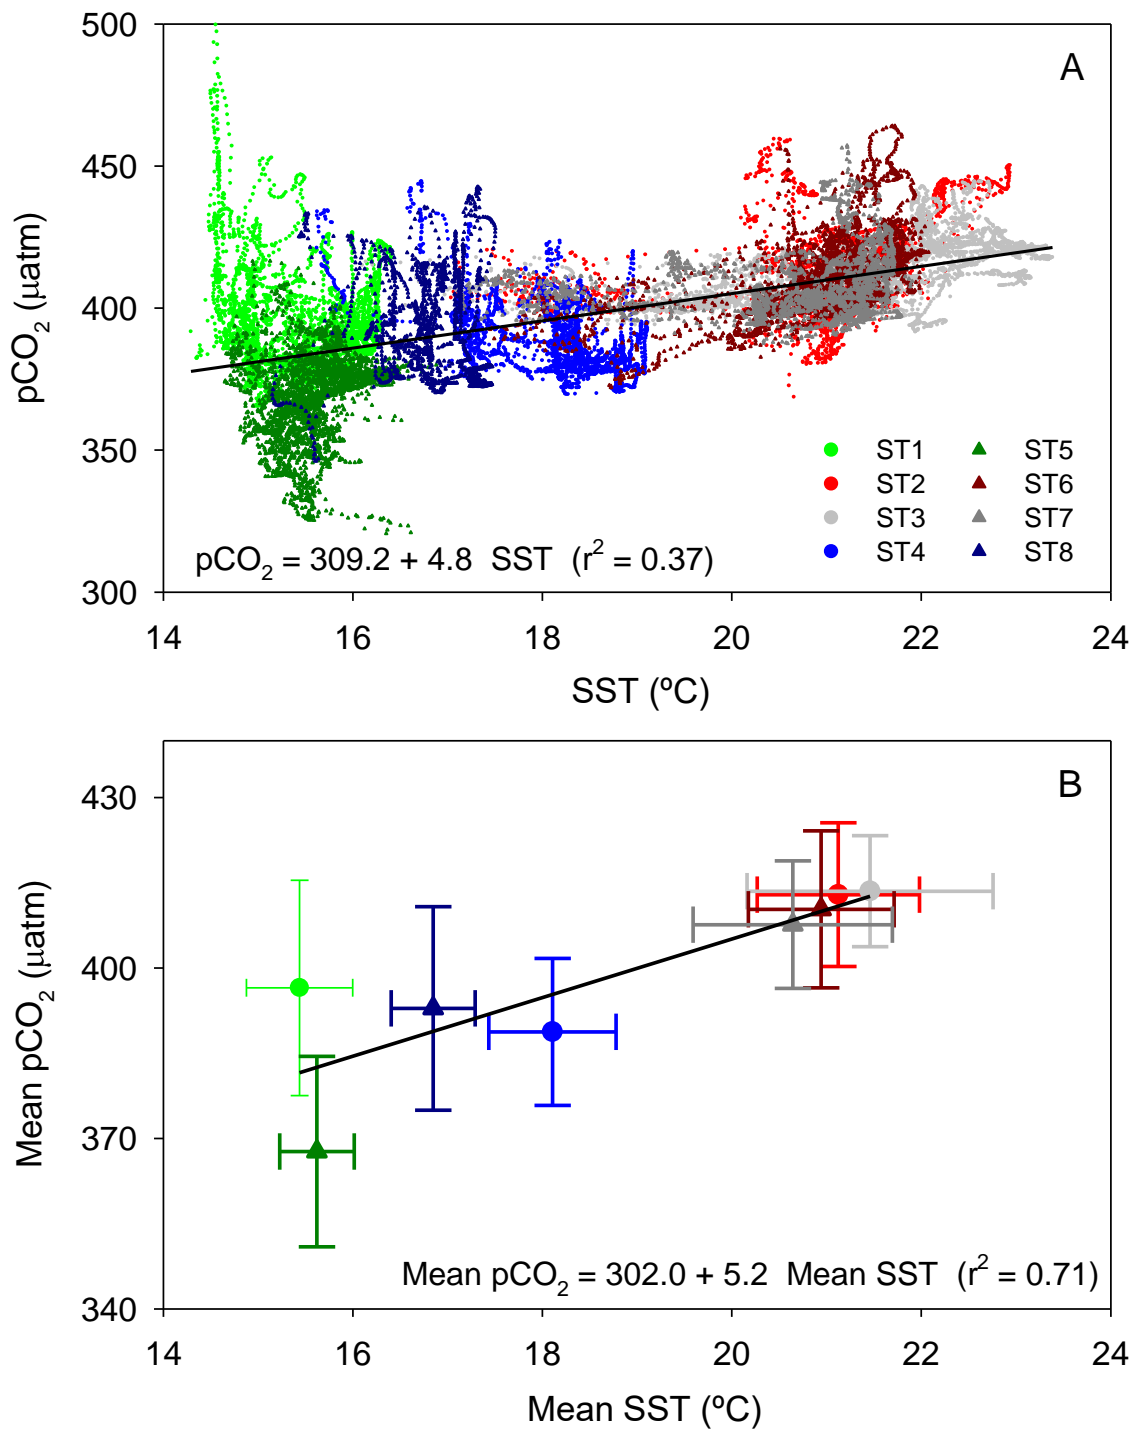 A
500
450
400
350
300
pCO2 (µatm)
ST1 ST5
ST2 ST6
ST3 ST7
ST4 ST8
pCO2 = 309.2 + 4.8 SST (r2 = 0.37)
14 16 18 20 22 24
SST (ºC)
B
430
400
370
340
Mean pCO2 (µatm)
Mean pCO2 = 302.0 + 5.2 Mean SST (r2 = 0.71)
14 16 18 20 22 24
Mean SST (ºC)